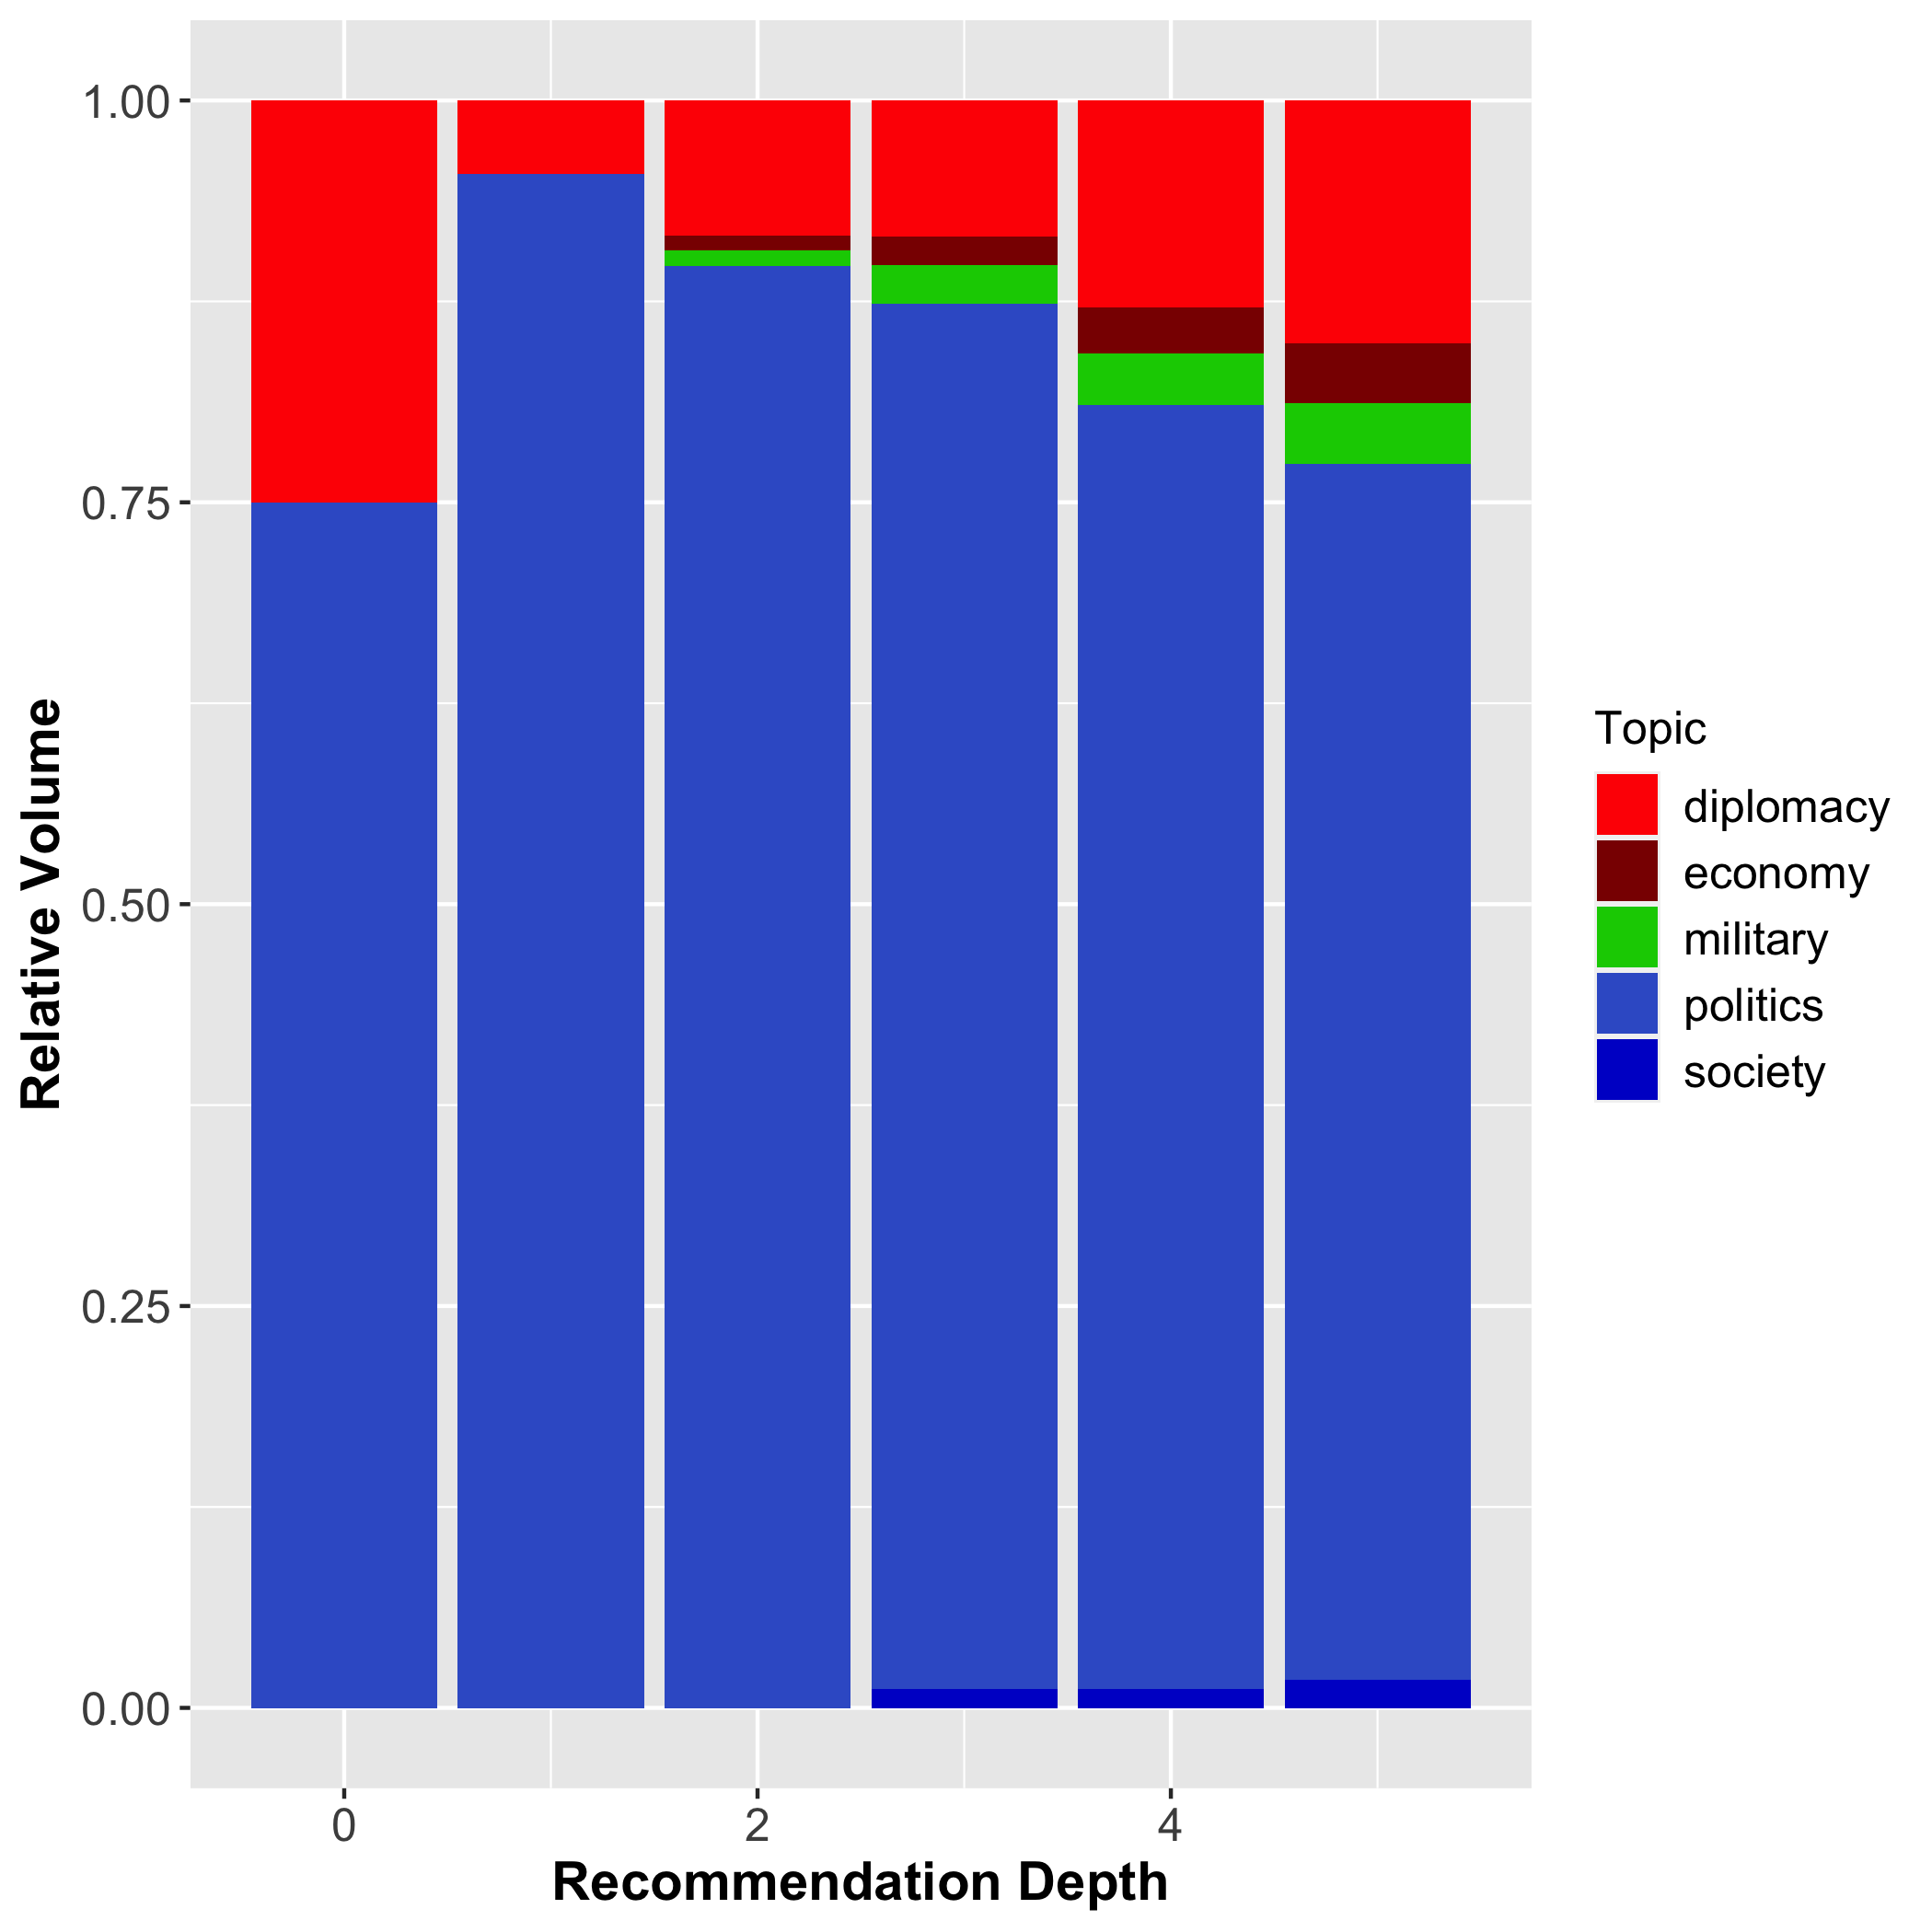 1.00
0.75
0.50
0.25
0.00
Relative Volume
0
2
4
Recommendation Depth
Topic
diplomacy
economy
military
politics
society